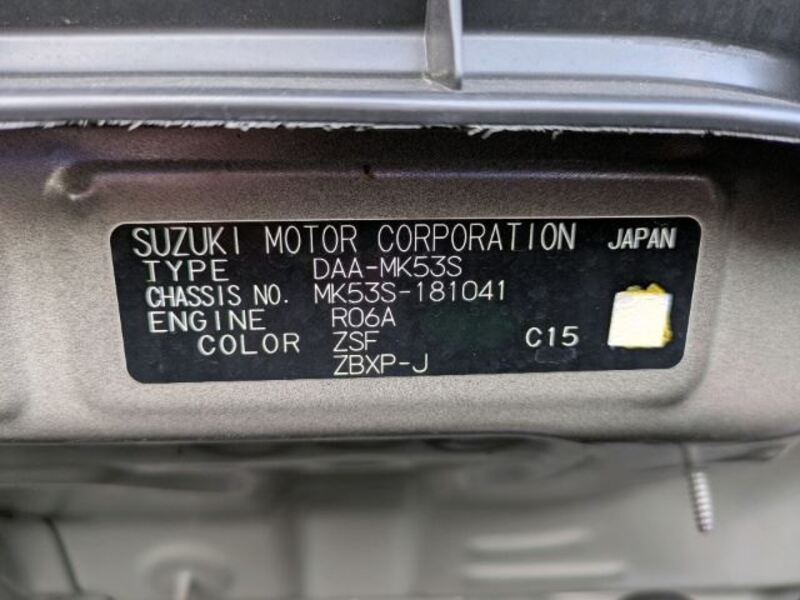 SUZUKI MOTOR CORPORATION JAPAN
TYPE DAA-MK53S
CHASSIS NO. MK53S-181041
ENGINE R06A
COLOR ZSF C15
ZBXP-J